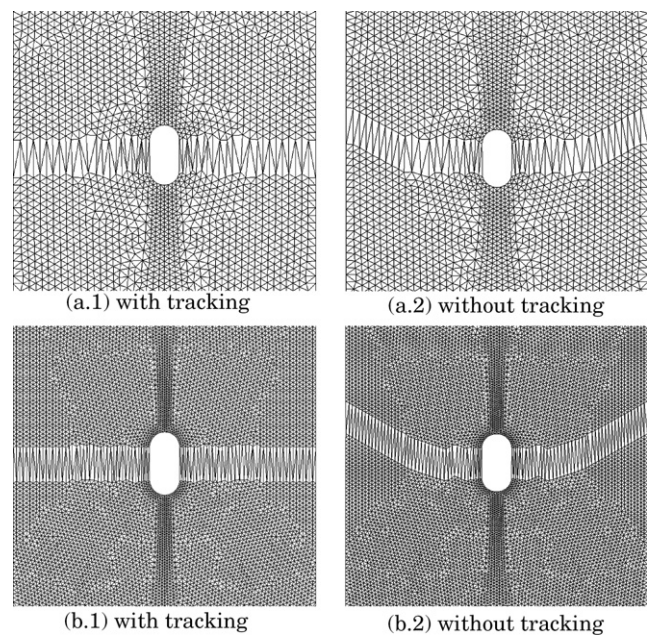 (a.1) with tracking
(a.2) without tracking
(b.1) with tracking
(b.2) without tracking